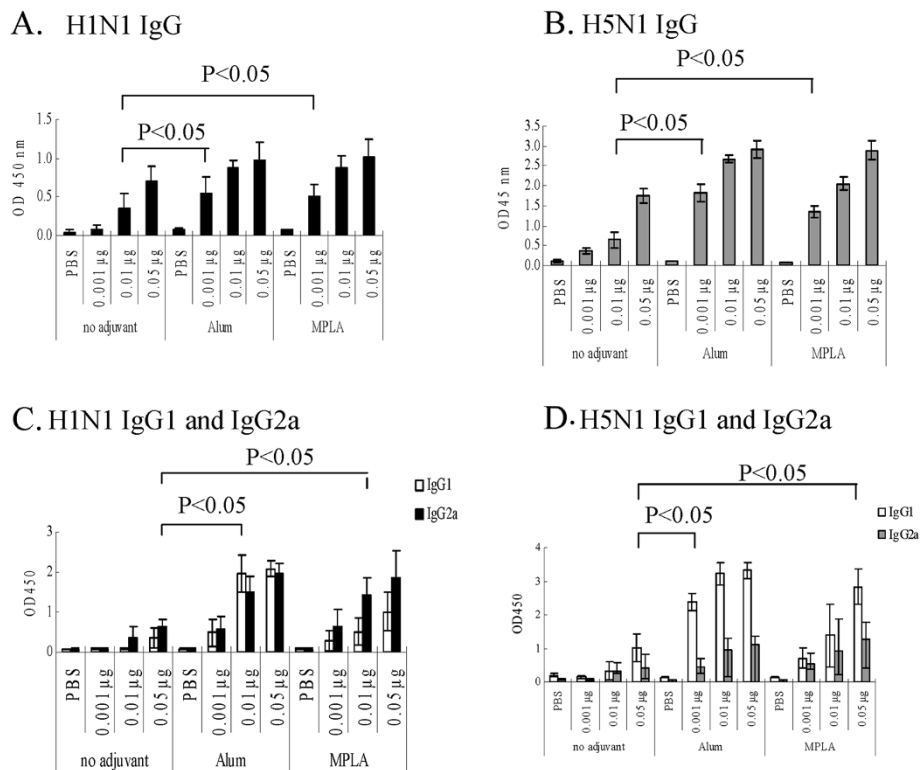 A. H1N1 IgG
P<0.05
P<0.05
OD 450 nm
1.5
1.0
0.5
0.0
PBS
0.001 µg
0.01 µg
0.05 µg
PBS
0.001 µg
0.01 µg
0.05 µg
PBS
0.001 µg
0.01 µg
0.05 µg
no adjuvant
Alum
MPLA
B. H5N1 IgG
P<0.05
P<0.05
OD45 nm
3.5
3.0
2.5
2.0
1.5
1.0
0.5
0.0
PBS
0.001 µg
0.01 µg
0.05 µg
PBS
0.001 µg
0.01 µg
0.05 µg
PBS
0.001 µg
0.01 µg
0.05 µg
no adjuvant
Alum
MPLA
C. H1N1 IgG1 and IgG2a
P<0.05
P<0.05
IgG1
IgG2a
OD450
3
2
1
0
PBS
0.001 µg
0.01 µg
0.05 µg
PBS
0.001 µg
0.01 µg
0.05 µg
PBS
0.001 µg
0.01 µg
0.05 µg
no adjuvant
Alum
MPLA
D. H5N1 IgG1 and IgG2a
P<0.05
P<0.05
IgG1
IgG2a
OD450
4
3
2
1
0
PBS
0.001 µg
0.01 µg
0.05 µg
PBS
0.001 µg
0.01 µg
0.05 µg
PBS
0.001 µg
0.01 µg
0.05 µg
no adjuvant
Alum
MPLA